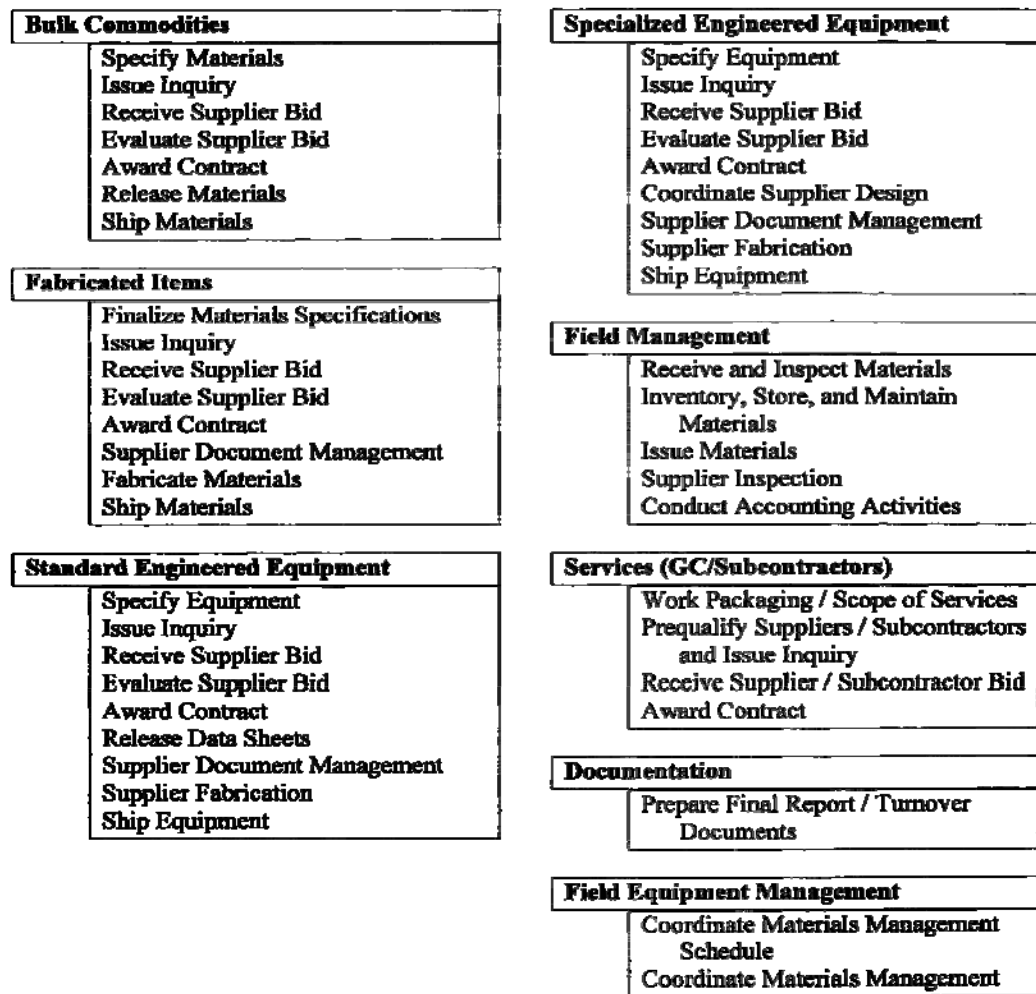 Bulk Commodities
Specify Materials
Issue Inquiry
Receive Supplier Bid
Evaluate Supplier Bid
Award Contract
Release Materials
Ship Materials
Fabricated Items
Finalize Materials Specifications
Issue Inquiry
Receive Supplier Bid
Evaluate Supplier Bid
Award Contract
Supplier Document Management
Fabricate Materials
Ship Materials
Standard Engineered Equipment
Specify Equipment
Issue Inquiry
Receive Supplier Bid
Evaluate Supplier Bid
Award Contract
Release Data Sheets
Supplier Document Management
Supplier Fabrication
Ship Equipment
Specialized Engineered Equipment
Specify Equipment
Issue Inquiry
Receive Supplier Bid
Evaluate Supplier Bid
Award Contract
Coordinate Supplier Design
Supplier Document Management
Supplier Fabrication
Ship Equipment
Field Management
Receive and Inspect Materials
Inventory, Store, and Maintain
Materials
Issue Materials
Supplier Inspection
Conduct Accounting Activities
Services (GC/Subcontractors)
Work Packaging / Scope of Services
Prequalify Suppliers / Subcontractors
and Issue Inquiry
Receive Supplier / Subcontractor Bid
Award Contract
Documentation
Prepare Final Report / Turnover
Documents
Field Equipment Management
Coordinate Materials Management
Schedule
Coordinate Materials Management